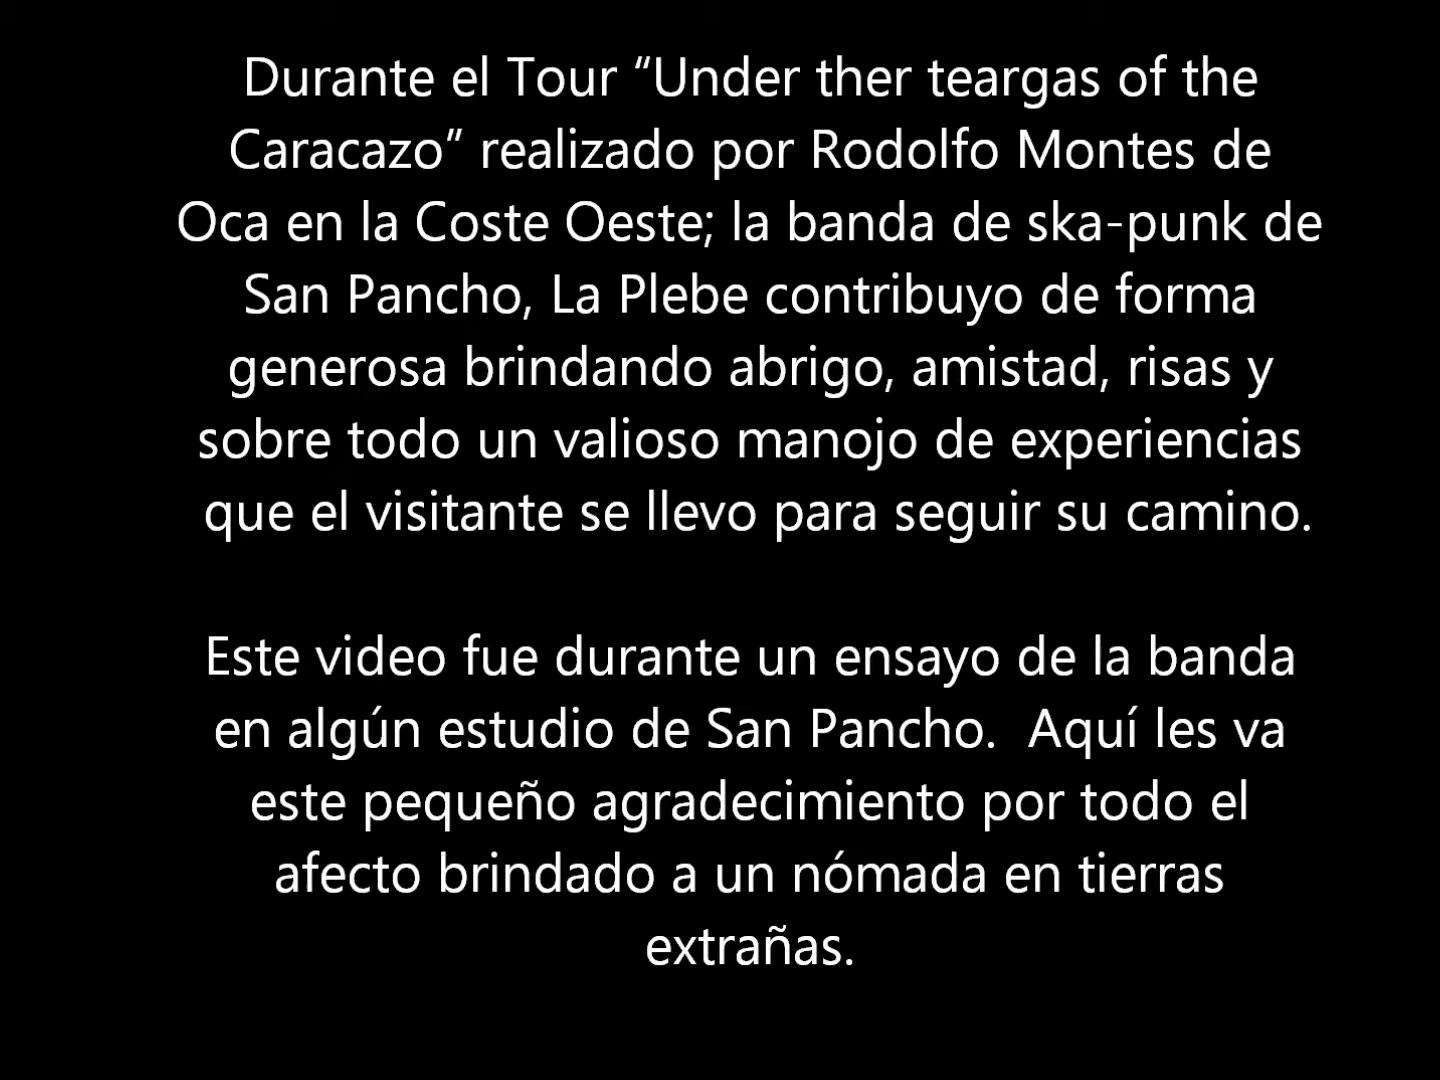 Durante el Tour “Under ther teargas of the
Caracazo” realizado por Rodolfo Montes de
Oca en la Coste Oeste; la banda de ska-punk de
San Pancho, La Plebe contribuyo de forma
generosa brindando abrigo, amistad, risas y
sobre todo un valioso manojo de experiencias
que el visitante se llevo para seguir su camino.
Este video fue durante un ensayo de la banda
en algún estudio de San Pancho.  Aquí les va
este pequeño agradecimiento por todo el
afecto brindado a un nómada en tierras
extrañas.